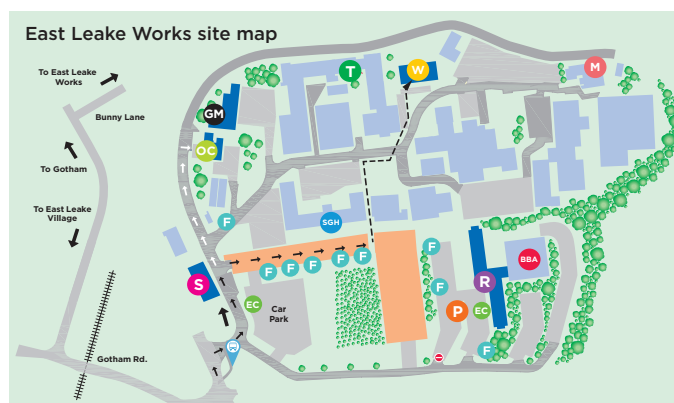 East Leake Works site map
To East Leake
Works
Bunny Lane
To Gotham
To East Leake
Village
Gotham Rd.
T
W
M
GM
OC
F
SGH
F
F
F
F
F
F
F
F
S
EC
Car
Park
BBA
R
P
EC
F